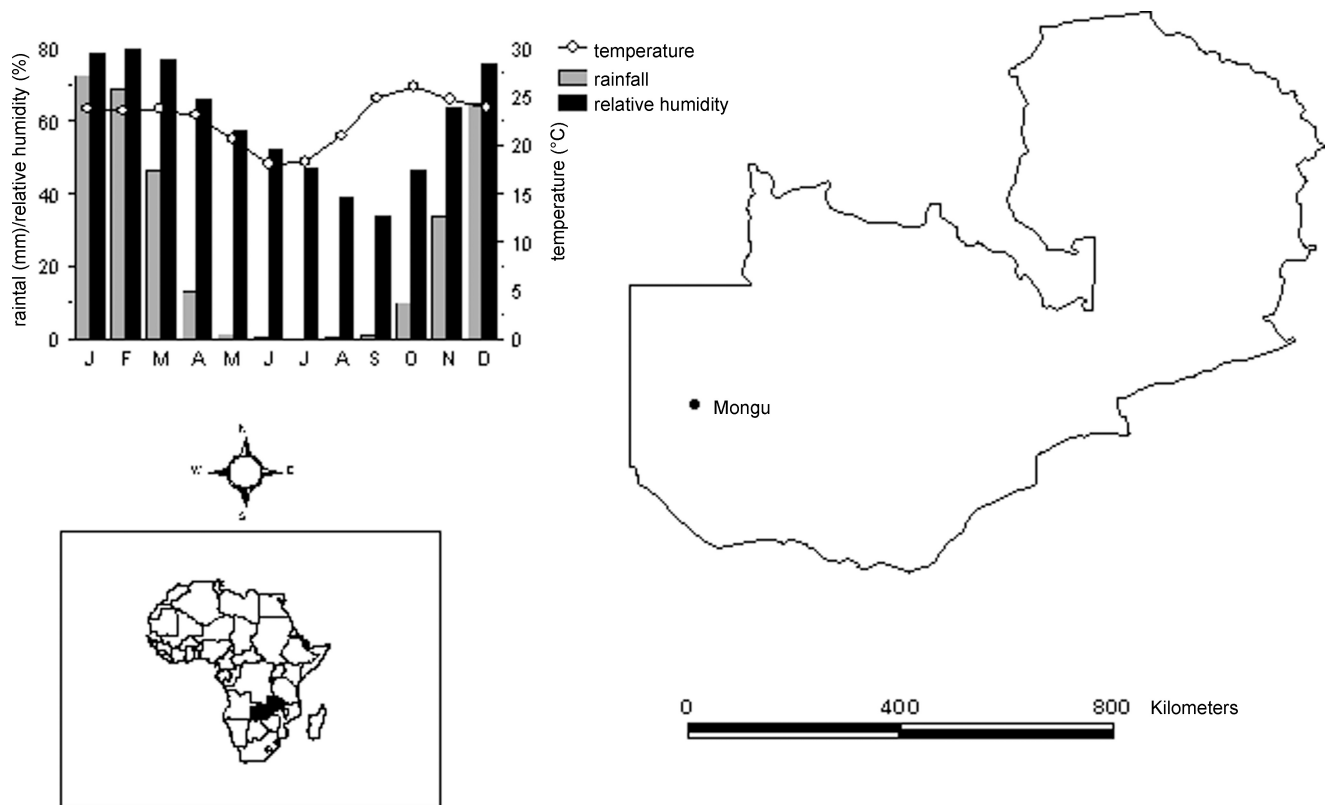 raintal (mm)/relative humidity (%)
80
60
40
20
0
J F M A M J J A S O N D
30
25
20
15
10
5
0
temperature (°C)
temperature
rainfall
relative humidity
Mongu
N
W E
S
0 400 800 Kilometers